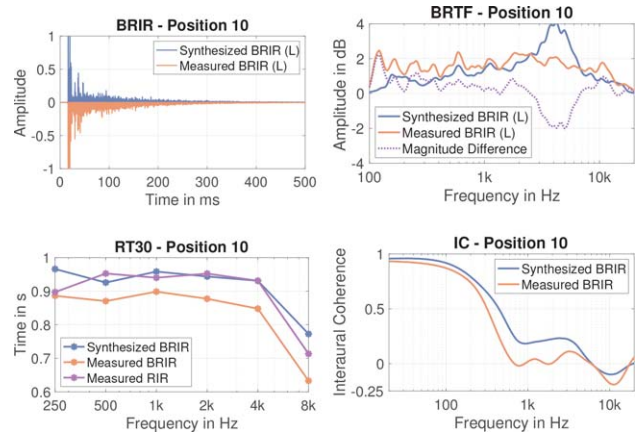 BRIR - Position 10
1
0.5
0
-0.5
-1
Amplitude
Synthesized BRIR (L)
Measured BRIR (L)
0 100 200 300 400 500
Time in ms
BRTF - Position 10
4
2
0
-2
-4
Amplitude in dB
Synthesized BRIR (L)
Measured BRIR (L)
Magnitude Difference
100 1k 10k
Frequency in Hz
RT30 - Position 10
1
0.9
0.8
0.7
0.6
Time in s
Synthesized BRIR
Measured BRIR
Measured RIR
250 500 1k 2k 4k 8k
Frequency in Hz
IC - Position 10
1
0.5
0
-0.25
Interaural Coherence
Synthesized BRIR
Measured BRIR
100 1k 10k
Frequency in Hz